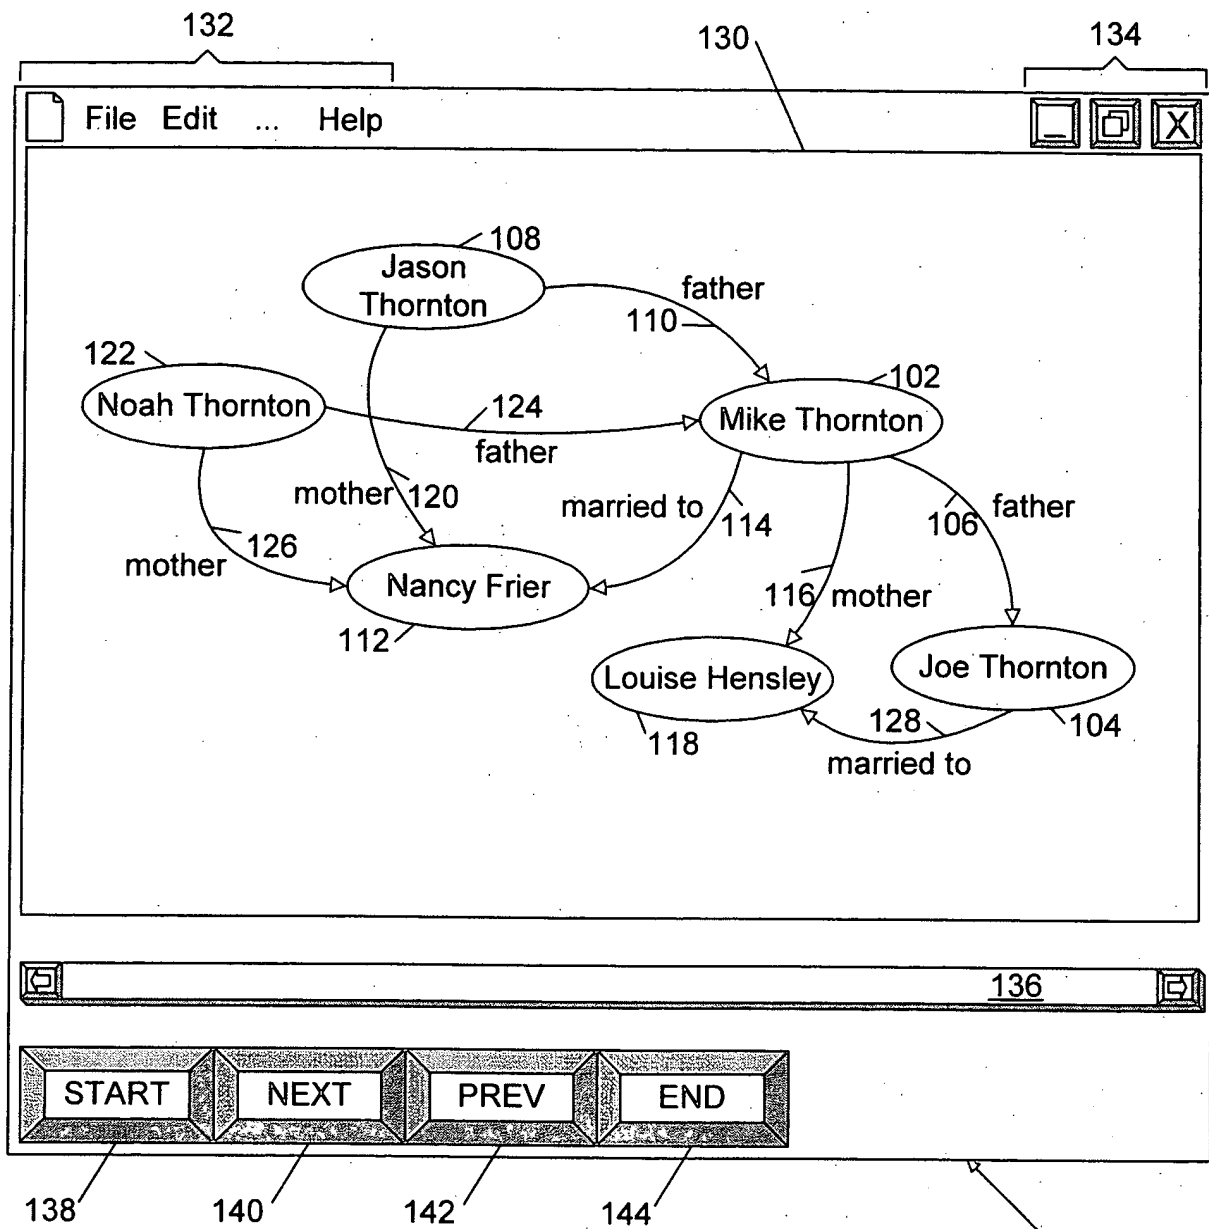 132
130
134
File Edit ... Help
_ X
108
Jason
Thornton
father
110
122
102
Noah Thornton
124
Mike Thornton
father
mother 120
married to 114
106 father
126
mother
Nancy Frier
116 mother
112
Joe Thornton
Louise Hensley
128
104
118
married to
136
START NEXT PREV END
138 140 142 144